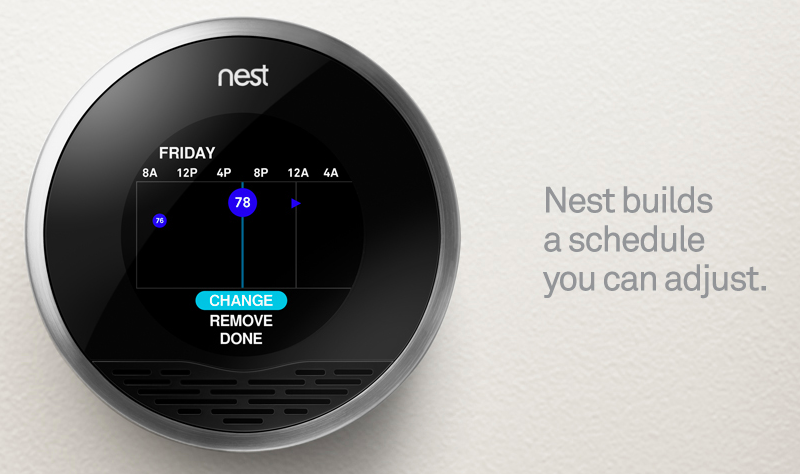 nest
FRIDAY
8A 12P 4P 8P 12A 4A
78
76
CHANGE
REMOVE
DONE
Nest builds
a schedule
you can adjust.